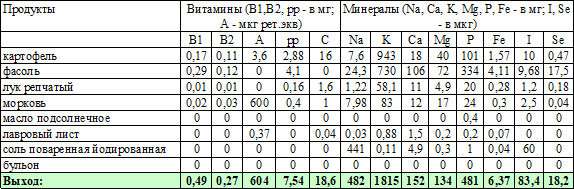 Продукты Витамины (В1,В2, рр - в мг; Минералы (Na, Ca, K, Mg, P, Fe - в мг; I, Se
А - мкг рет.экв) - в мкг)
В1 В2 А рр С Na K Ca Mg P Fe I Se
картофель 0,17 0,11 3,6 2,88 16 7,6 943 18 40 101 1,57 10 0,47
фасоль 0,29 0,12 0 4,1 0 24,3 730 106 72 334 4,11 9,68 17,5
лук репчатый 0,01 0,01 0 0,16 1,6 1,22 58,1 11 4,9 20 0,28 1,2 0,18
морковь 0,02 0,03 600 0,4 1 7,98 83 12 17 24 0,3 2,5 0,04
масло подсолнечное 0 0 0 0 0 0 0 0 0 0,4 0 0 0
лавровый лист 0 0 0,37 0 0,04 0,03 0,88 1,5 0,2 0,2 0,07 0 0
соль поваренная йодированная 0 0 0 0 0 441 0,11 4,9 0,3 1 0,04 60 0
бульон 0 0 0 0 0 0 0 0 0 0 0 0 0
Выход: 0,49 0,27 604 7,54 18,6 482 1815 152 134 481 6,37 83,4 18,2